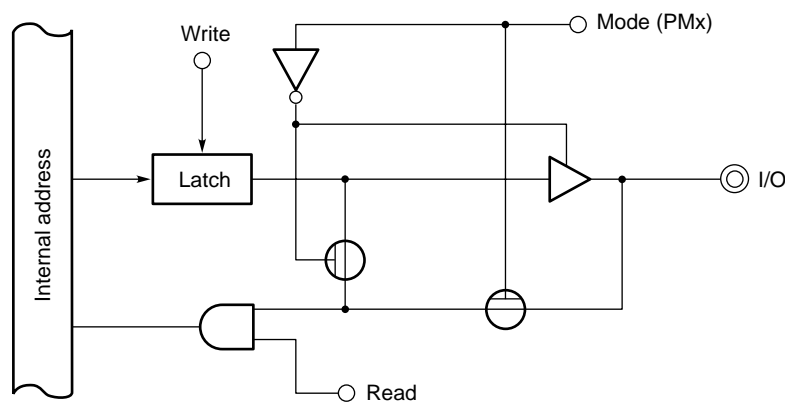 Mode (PMx)
Write
Internal address
Latch
I/O
Read